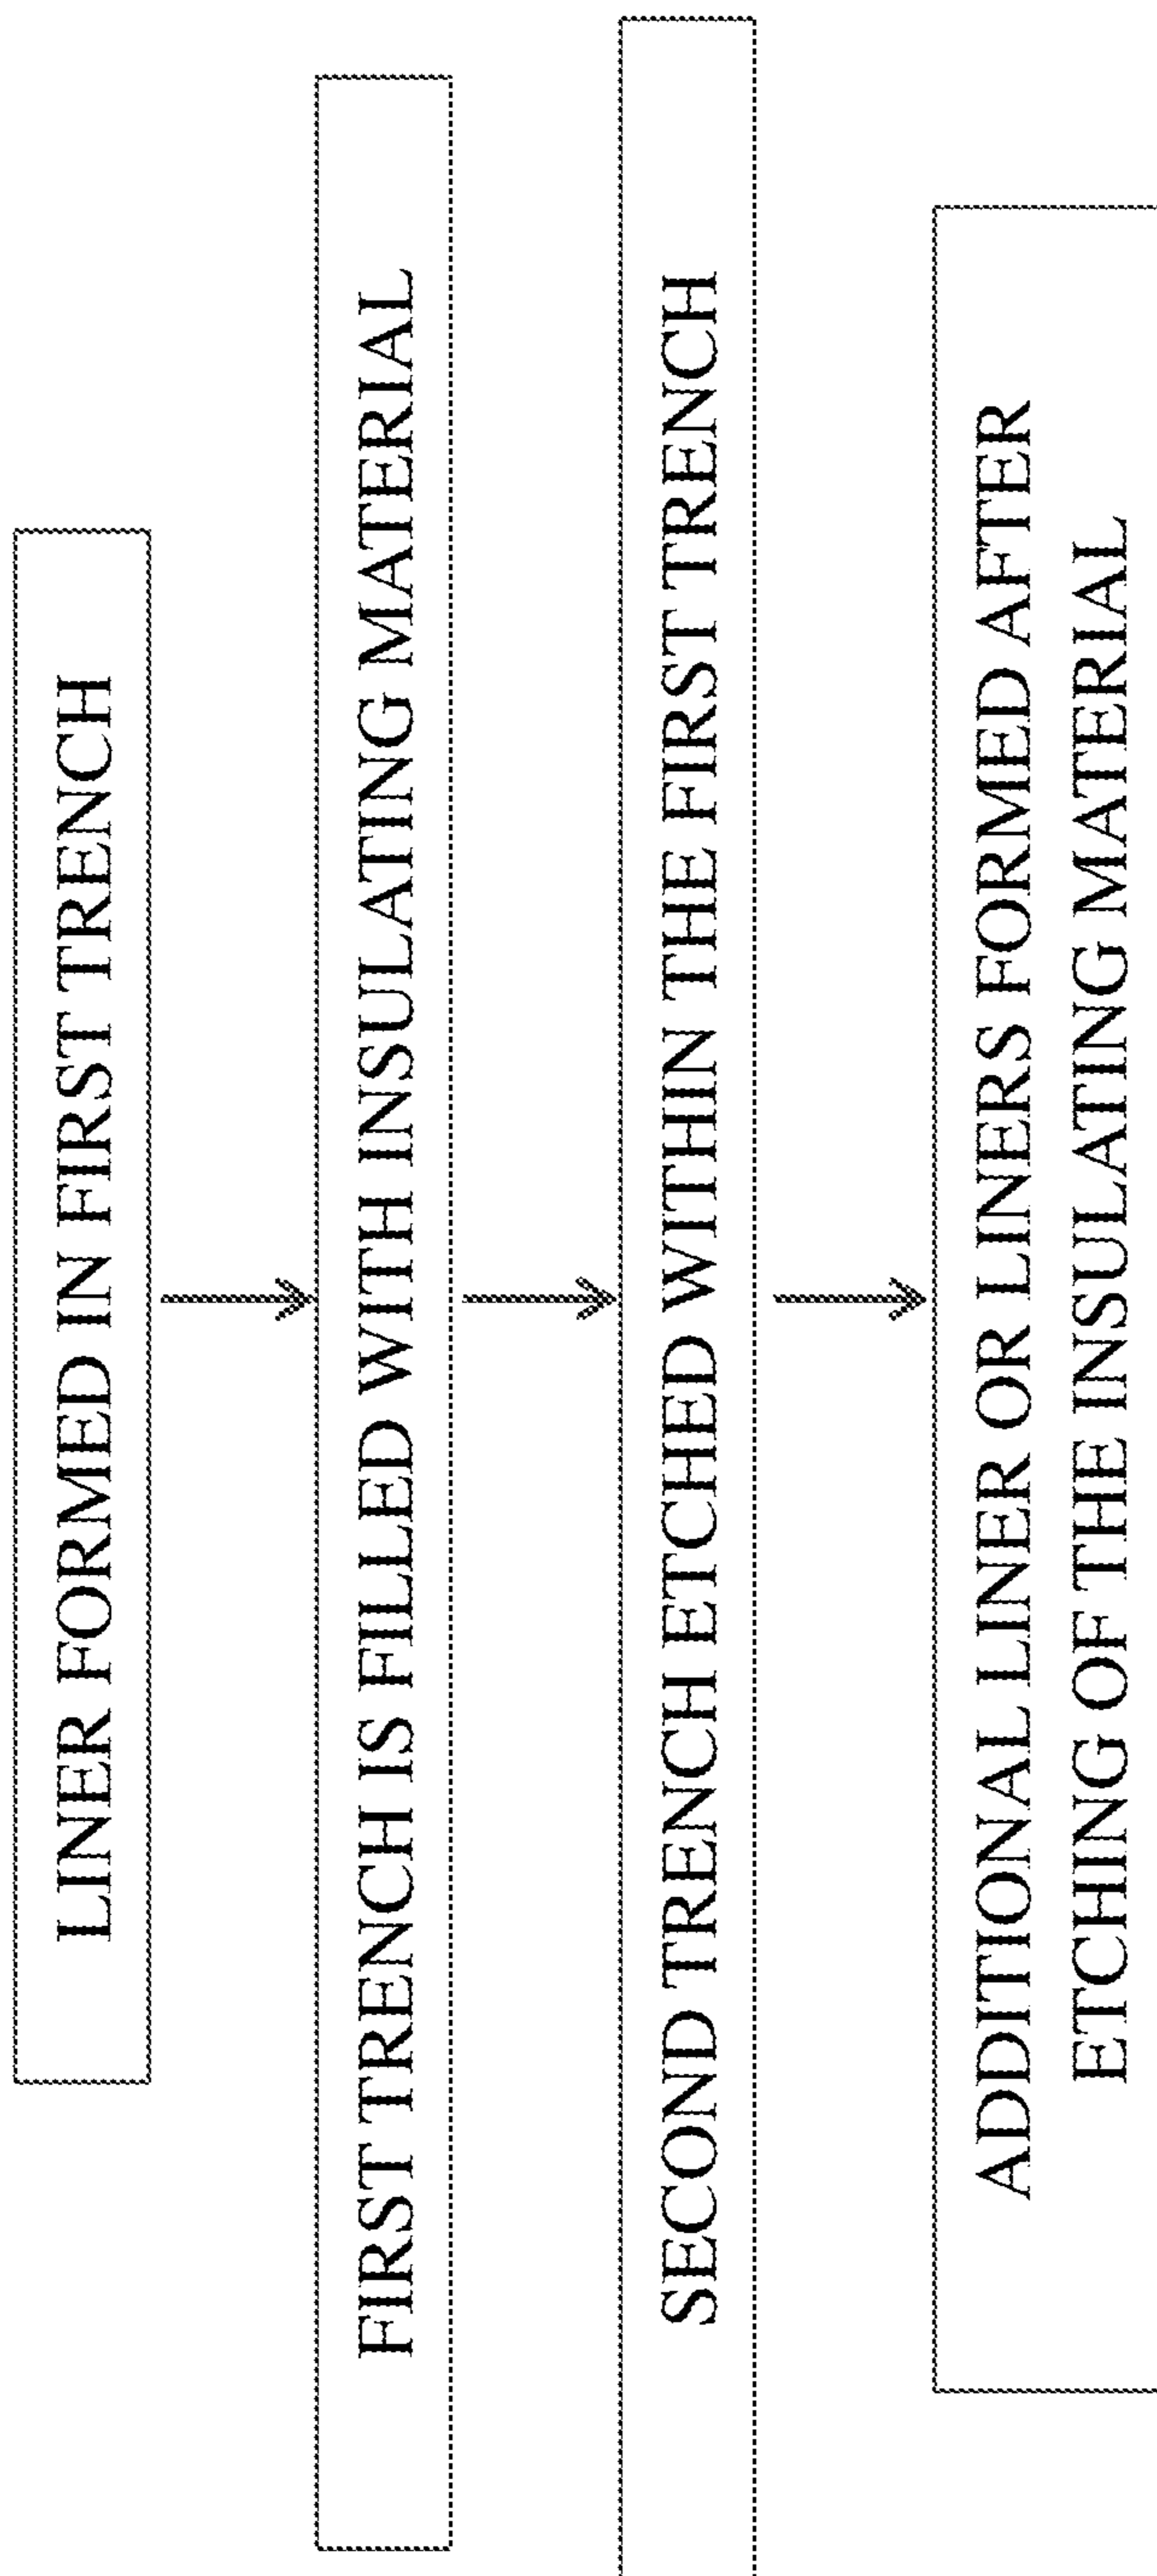 LINER FORMED IN FIRST TRENCH
FIRST TRENCH IS FILLED WITH INSULATING MATERIAL
SECOND TRENCH ETCHED WITHIN THE FIRST TRENCH
ADDITIONAL LINER OR LINERS FORMED AFTER
ETCHING OF THE INSULATING MATERIAL